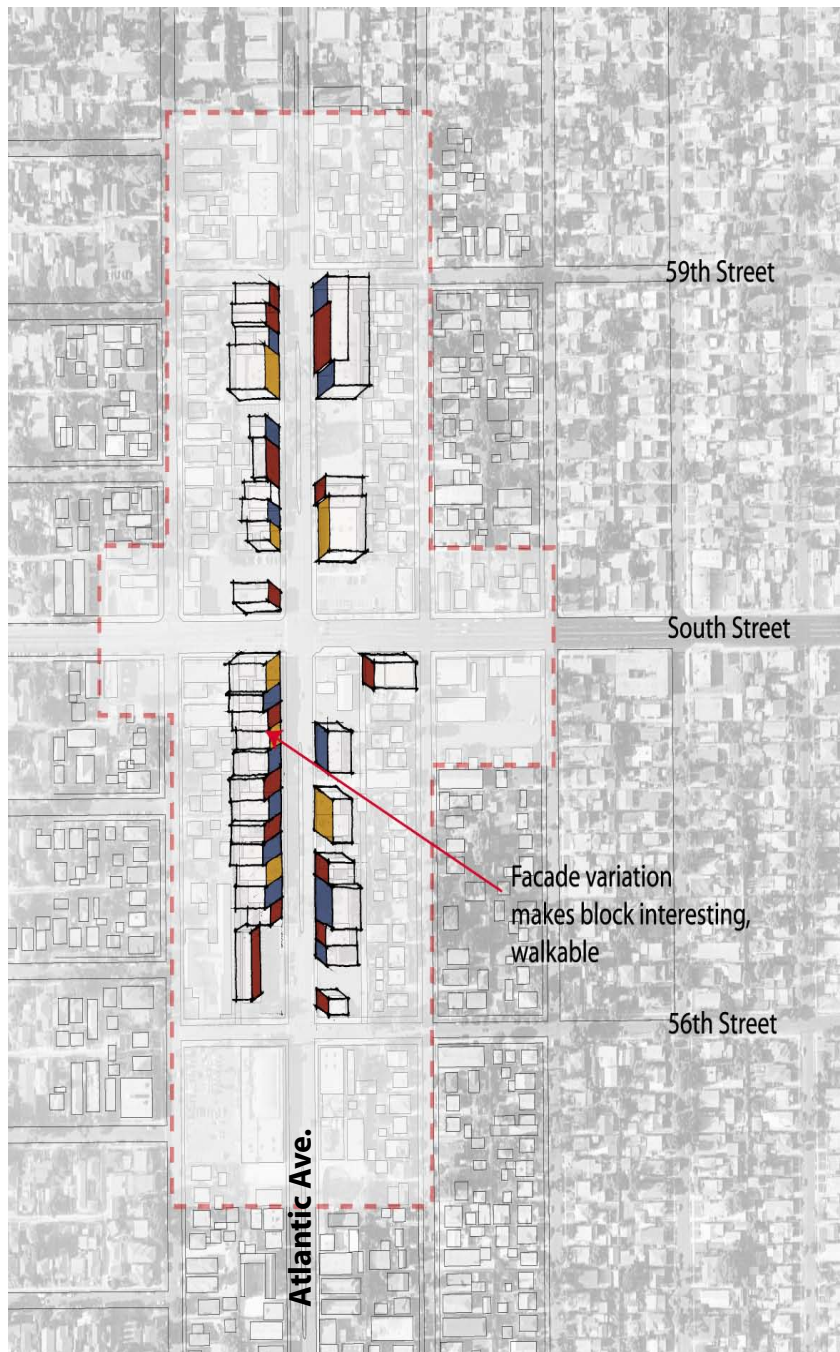 59th Street
South Street
Facade variation
makes block interesting,
walkable
56th Street
Atlantic Ave.